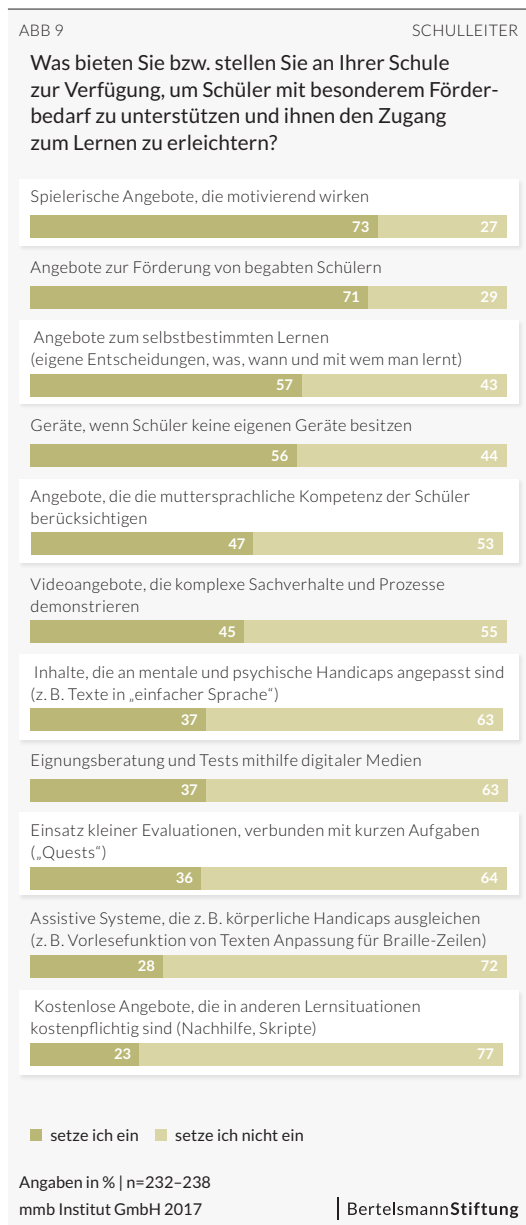 ABB 9
SCHULLEITER
Was bieten Sie bzw. stellen Sie an Ihrer Schule
zur Verfügung, um Schüler mit besonderem Förder-
bedarf zu unterstützen und ihnen den Zugang
zum Lernen zu erleichtern?
Spielerische Angebote, die motivierend wirken
73 27
Angebote zur Förderung von begabten Schülern
71 29
Angebote zum selbstbestimmten Lernen
(eigene Entscheidungen, was, wann und mit wem man lernt)
57 43
Geräte, wenn Schüler keine eigenen Geräte besitzen
56 44
Angebote, die die muttersprachliche Kompetenz der Schüler
berücksichtigen
47 53
Videoangebote, die komplexe Sachverhalte und Prozesse
demonstrieren
45 55
Inhalte, die an mentale und psychische Handicaps angepasst sind
(z. B. Texte in „einfacher Sprache“)
37 63
Eignungsberatung und Tests mithilfe digitaler Medien
37 63
Einsatz kleiner Evaluationen, verbunden mit kurzen Aufgaben
(„Quests“)
36 64
Assistive Systeme, die z. B. körperliche Handicaps ausgleichen
(z. B. Vorlesefunktion von Texten Anpassung für Braille-Zeilen)
28 72
Kostenlose Angebote, die in anderen Lernsituationen
kostenpflichtig sind (Nachhilfe, Skripte)
23 77
setze ich ein setze ich nicht ein
Angaben in % | n=232–238
mmb Institut GmbH 2017
BertelsmannStiftung